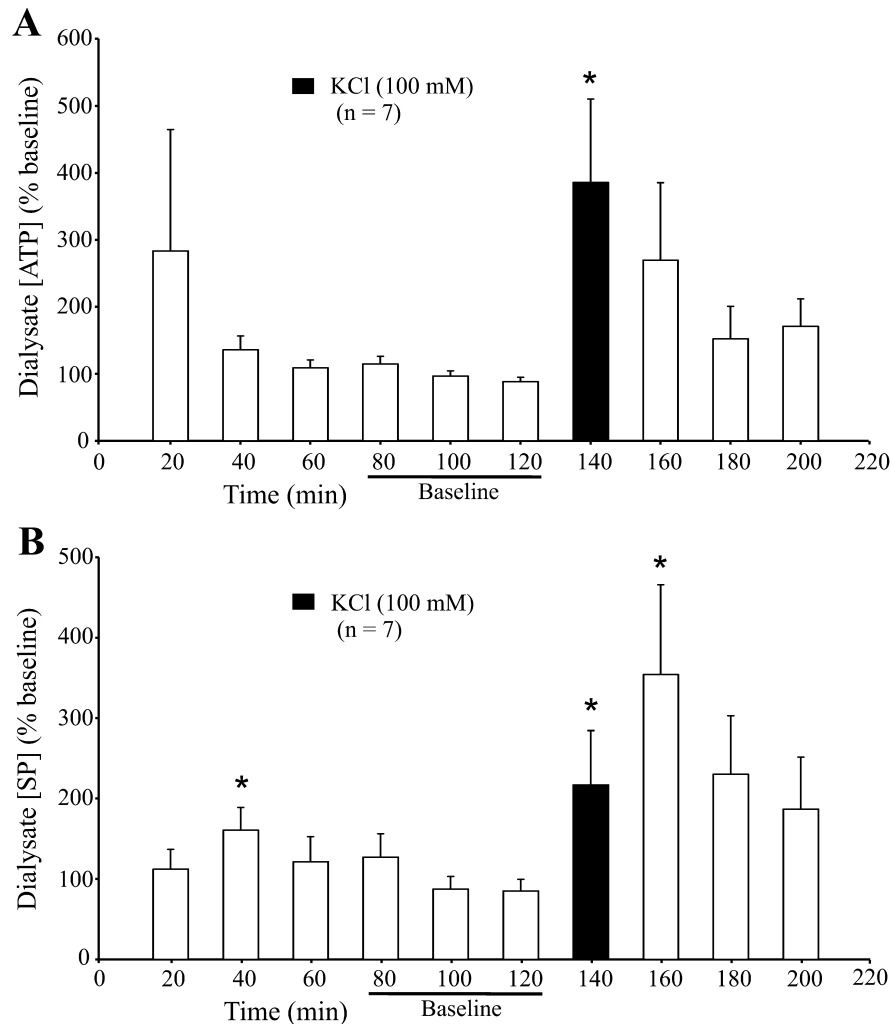 A
Dialysate [ATP] (% baseline)
600
500
400
300
200
100
0
KCl (100 mM)
(n = 7)
*
0 20 40 60 80 100 120 140 160 180 200 220
Time (min)
Baseline
B
Dialysate [SP] (% baseline)
500
400
300
200
100
0
KCl (100 mM)
(n = 7)
*
*
*
0 20 40 60 80 100 120 140 160 180 200 220
Time (min)
Baseline